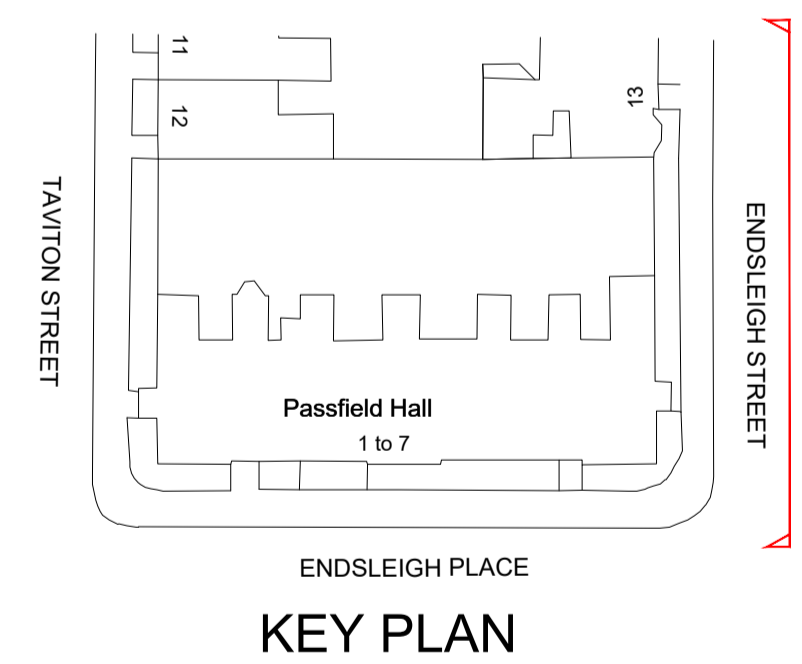 11
12
13
TAVITON STREET
ENDSLEIGH STREET
Passfield Hall
1 to 7
ENDSLEIGH PLACE
KEY PLAN